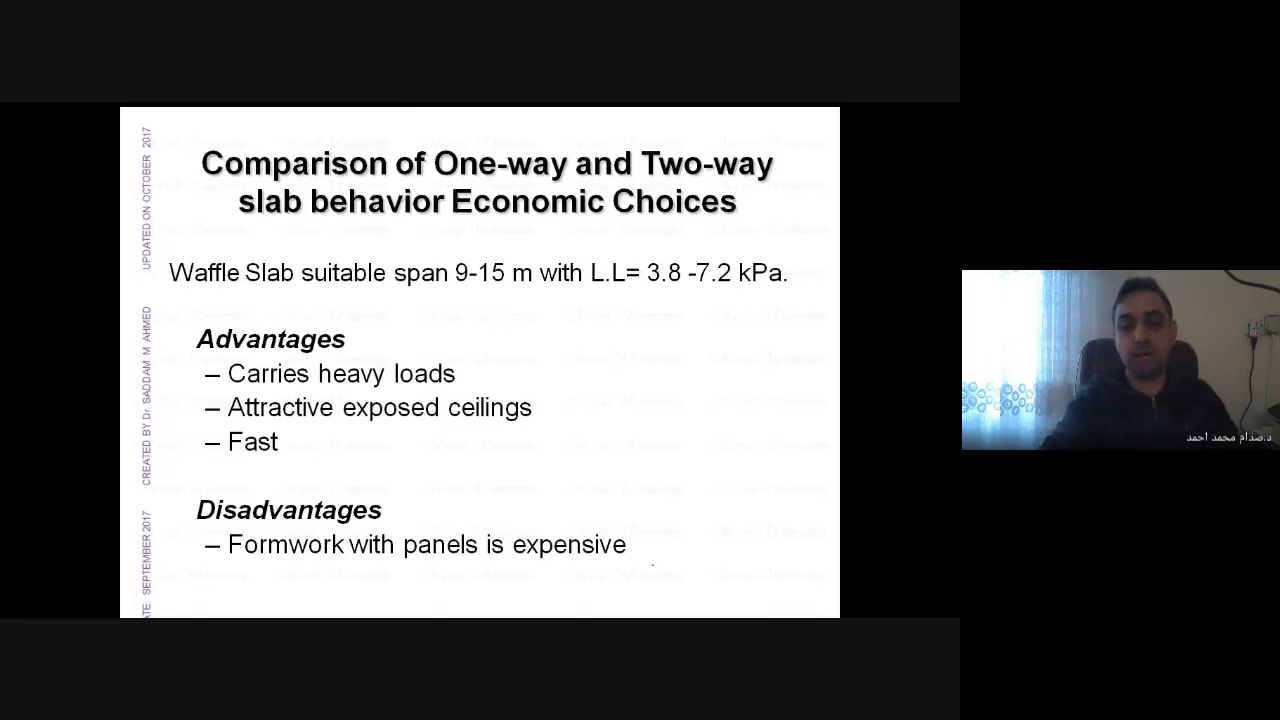 Comparison of One-way and Two-way
slab behavior Economic Choices
Waffle Slab suitable span 9-15 m with L.L= 3.8 -7.2 kPa.
Advantages
– Carries heavy loads
– Attractive exposed ceilings
– Fast
Disadvantages
– Formwork with panels is expensive
UPDATED ON OCTOBER 2017
CREATED BY Dr. SADDAM M AHMED
SEPTEMBER 2017
د.صدام محمد احمد